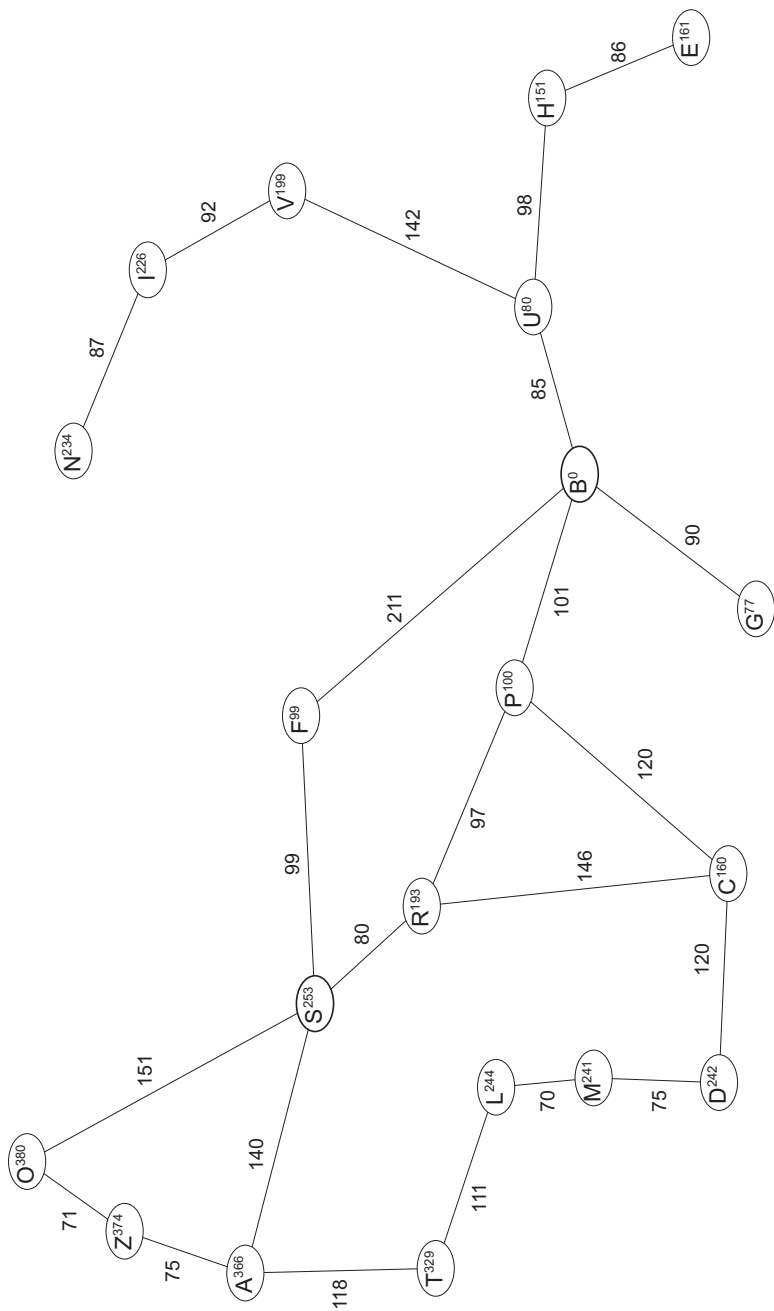 O³⁸⁰
N²³⁴
71
87
Z³⁷⁴
151
I²²⁶
75
92
A³⁶⁶
140
V¹⁹⁹
99
F⁹⁹
S²⁵³
118
80
211
142
R¹⁹³
T³²⁹
97
111
L²⁴⁴
P¹⁰⁰
98
U⁸⁰
85
H¹⁵¹
70
101
B⁰
146
M²⁴¹
120
75
90
86
E¹⁶¹
120
D²⁴²
C¹⁶⁰
G⁷⁷